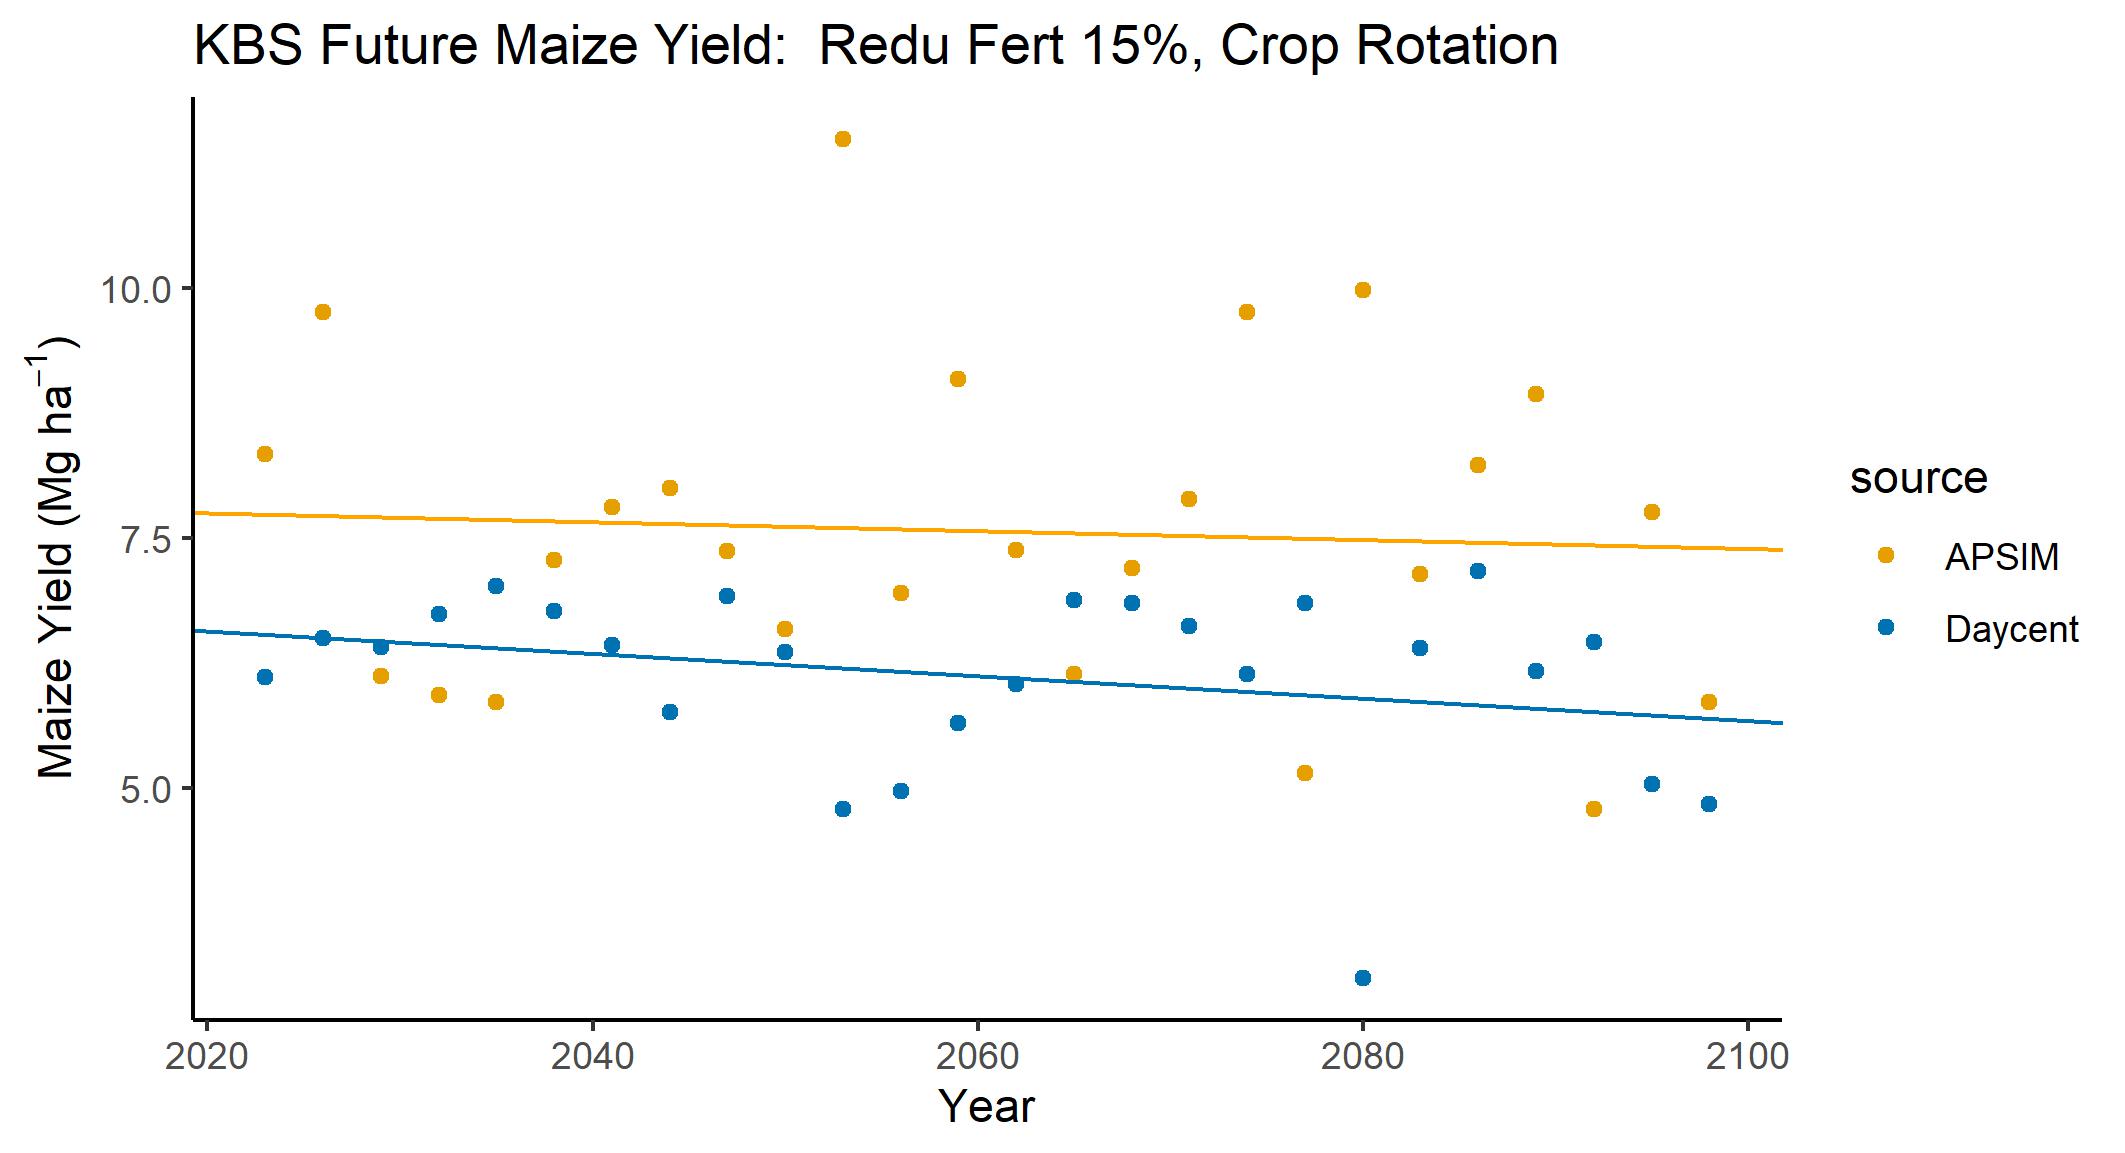 KBS Future Maize Yield:  Redu Fert 15%, Crop Rotation
Maize Yield (Mg ha⁻¹)
10.0
7.5
5.0
2020 2040 2060 2080 2100
Year
source
APSIM
Daycent